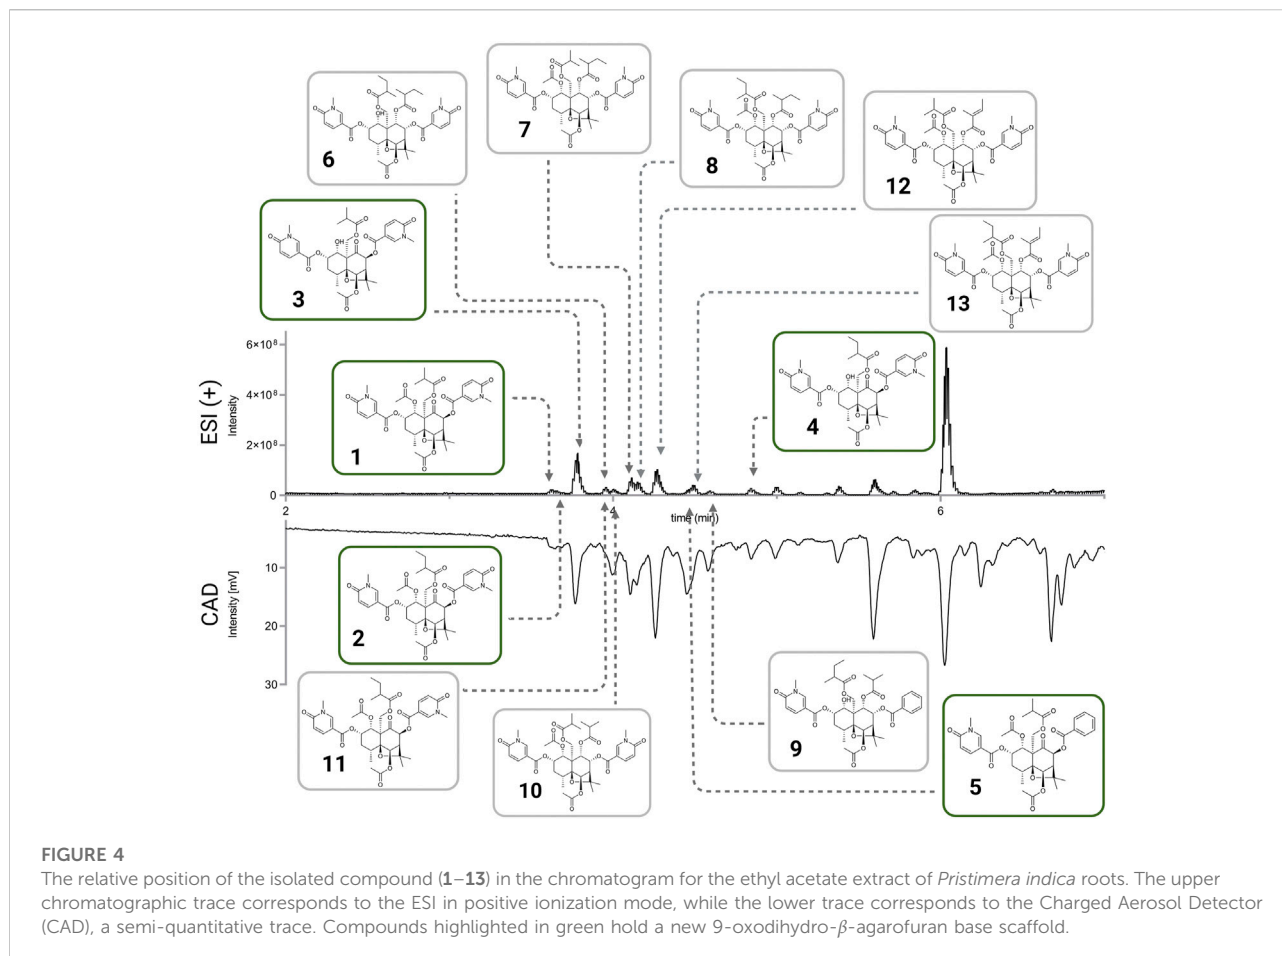 7
6
8
12
3
13
1
4
6×10⁸
4×10⁸
2×10⁸
0
ESI (+)
Intensity
2
4
6
time (min)
10
20
30
CAD
Intensity [mV]
2
11
10
9
5
FIGURE 4
The relative position of the isolated compound (1–13) in the chromatogram for the ethyl acetate extract of Pristimera indica roots. The upper
chromatographic trace corresponds to the ESI in positive ionization mode, while the lower trace corresponds to the Charged Aerosol Detector
(CAD), a semi-quantitative trace. Compounds highlighted in green hold a new 9-oxodihydro-β-agarofuran base scaffold.